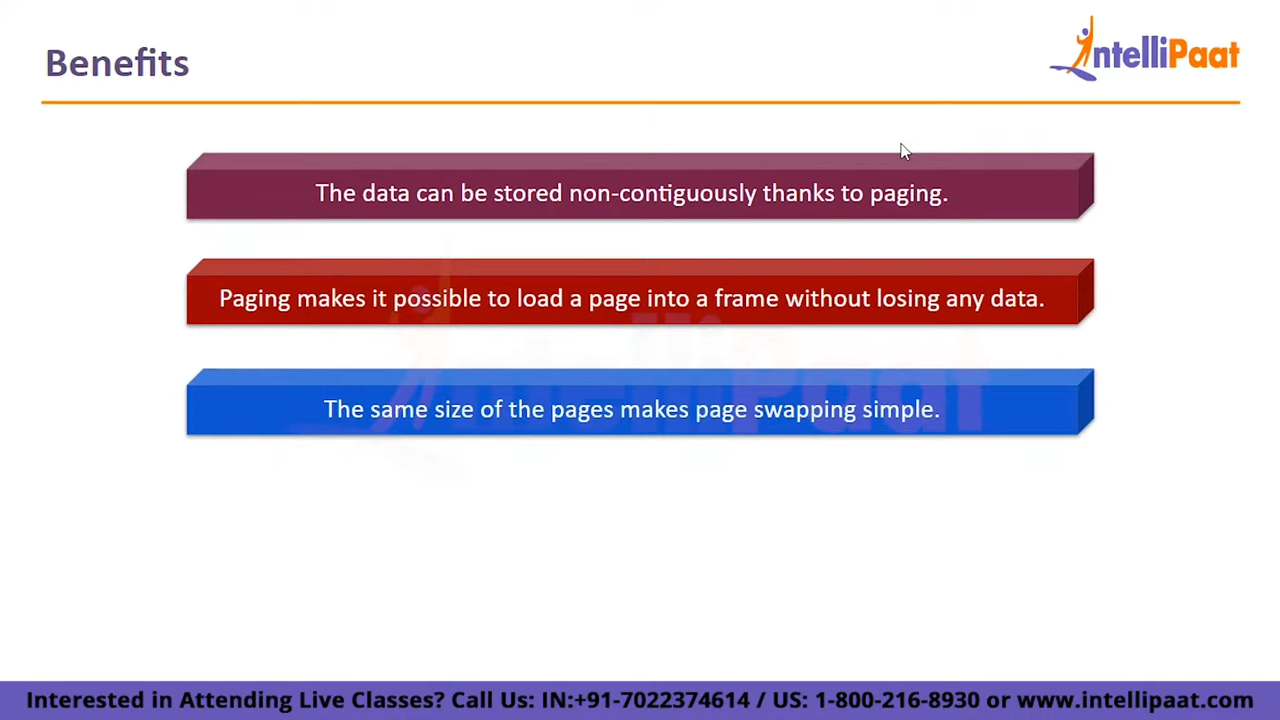 Benefits
IntelliPaat
The data can be stored non-contiguously thanks to paging.
Paging makes it possible to load a page into a frame without losing any data.
The same size of the pages makes page swapping simple.
IntelliPaat
Interested in Attending Live Classes? Call Us: IN:+91-7022374614 / US: 1-800-216-8930 or www.intellipaat.com